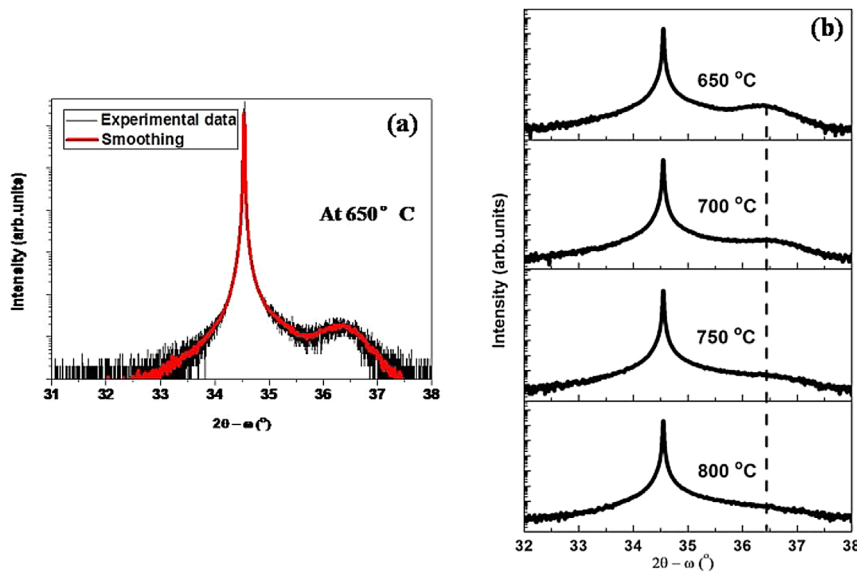 (a)
Experimental data
Smoothing
At 650° C
Intensity (arb.units)
31 32 33 34 35 36 37 38
2θ – ω (°)
(b)
650 °C
700 °C
750 °C
800 °C
Intensity (arb.units)
32 33 34 35 36 37 38
2θ – ω (°)